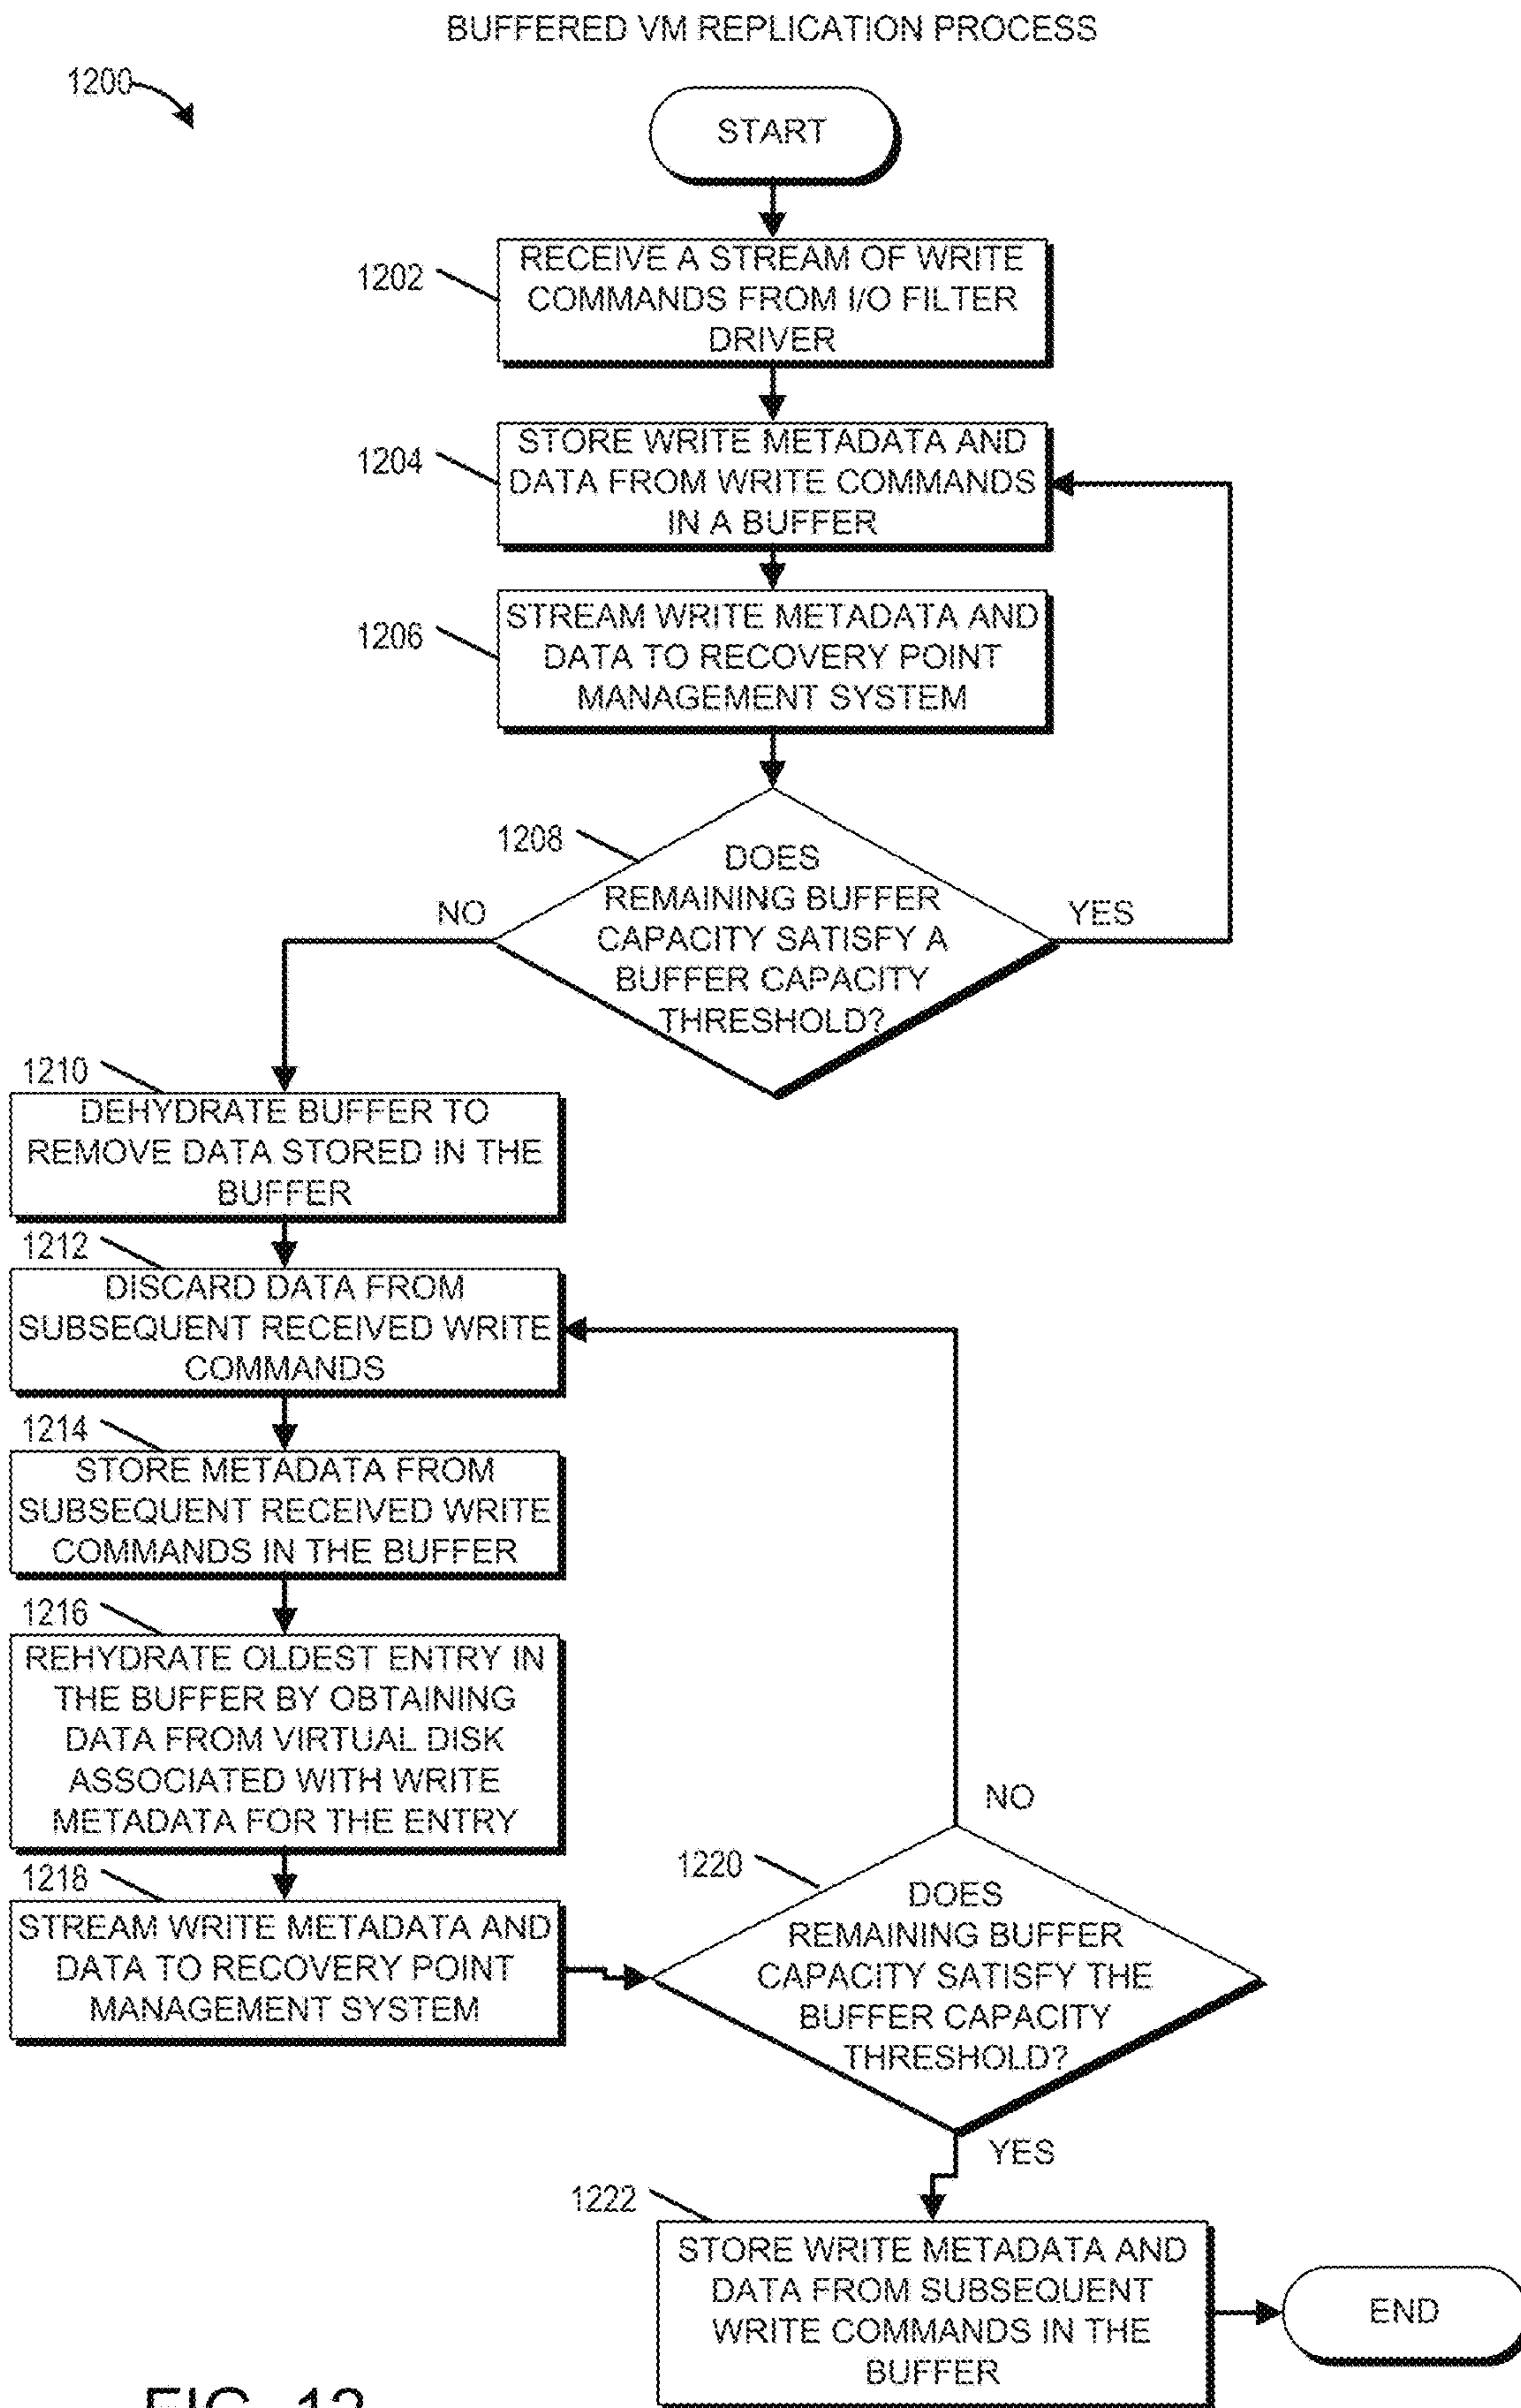 BUFFERED VM REPLICATION PROCESS
1200
START
1202
RECEIVE A STREAM OF WRITE
COMMANDS FROM I/O FILTER
DRIVER
1204
STORE WRITE METADATA AND
DATA FROM WRITE COMMANDS
IN A BUFFER
1206
STREAM WRITE METADATA AND
DATA TO RECOVERY POINT
MANAGEMENT SYSTEM
1208
DOES
REMAINING BUFFER
CAPACITY SATISFY A
BUFFER CAPACITY
THRESHOLD?
NO
YES
1210
DEHYDRATE BUFFER TO
REMOVE DATA STORED IN THE
BUFFER
1212
DISCARD DATA FROM
SUBSEQUENT RECEIVED WRITE
COMMANDS
1214
STORE METADATA FROM
SUBSEQUENT RECEIVED WRITE
COMMANDS IN THE BUFFER
1216
REHYDRATE OLDEST ENTRY IN
THE BUFFER BY OBTAINING
DATA FROM VIRTUAL DISK
ASSOCIATED WITH WRITE
METADATA FOR THE ENTRY
1218
STREAM WRITE METADATA AND
DATA TO RECOVERY POINT
MANAGEMENT SYSTEM
NO
1220
DOES
REMAINING BUFFER
CAPACITY SATISFY THE
BUFFER CAPACITY
THRESHOLD?
YES
1222
STORE WRITE METADATA AND
DATA FROM SUBSEQUENT
WRITE COMMANDS IN THE
BUFFER
END
FIG. 12